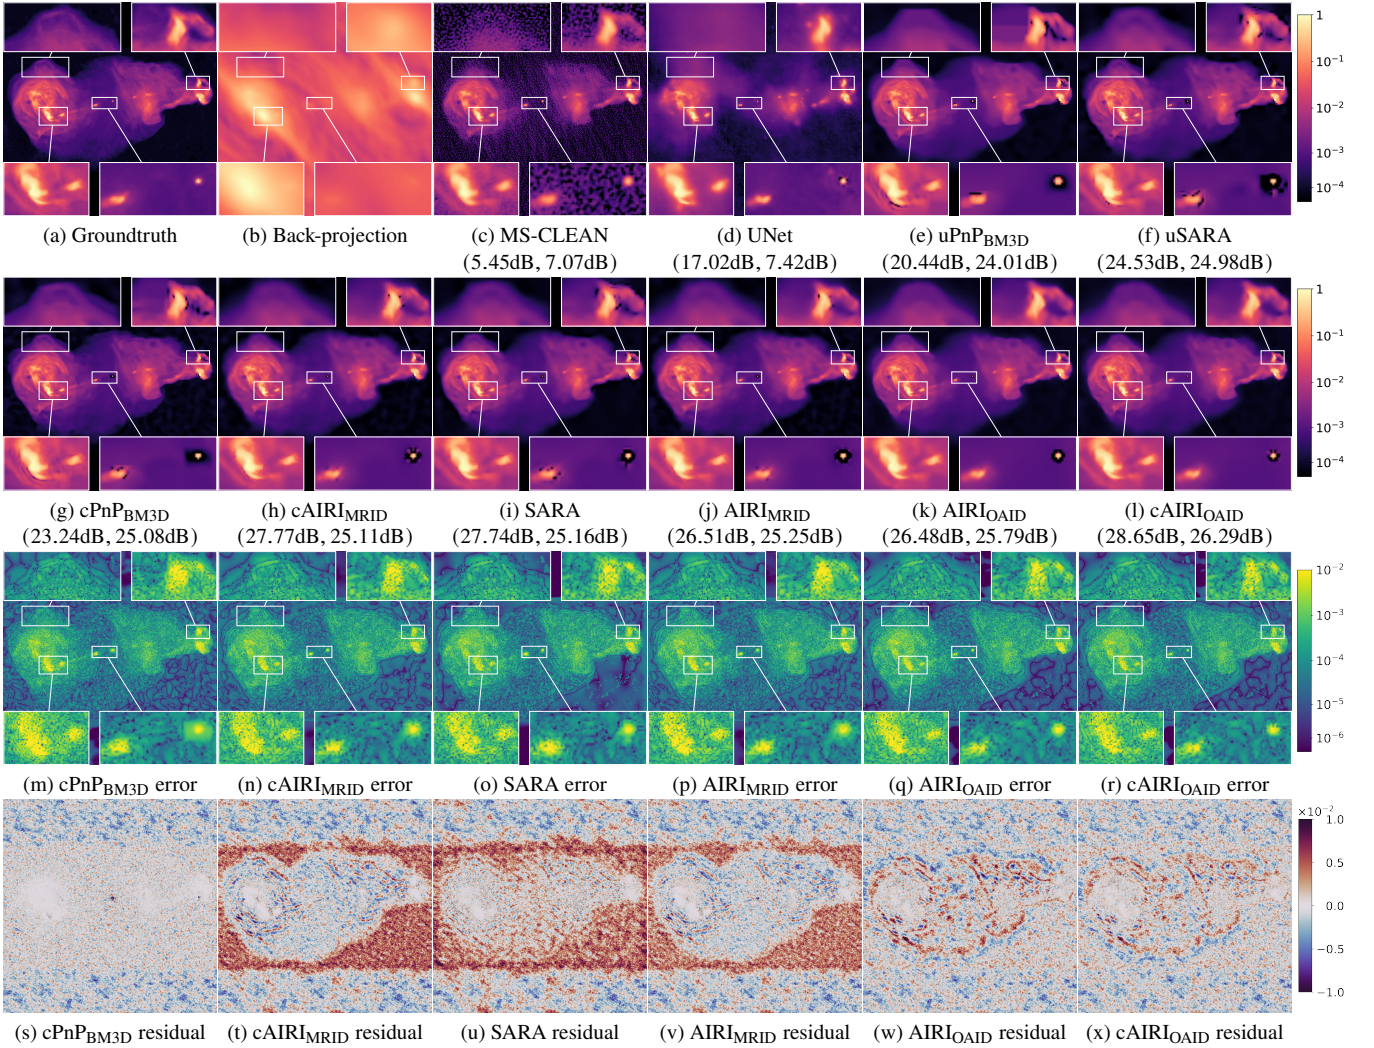 1
10⁻¹
10⁻²
10⁻³
10⁻⁴
(a) Groundtruth
(b) Back-projection
(c) MS-CLEAN
(5.45dB, 7.07dB)
(d) UNet
(17.02dB, 7.42dB)
(e) uPnP_BM3D
(20.44dB, 24.01dB)
(f) uSARA
(24.53dB, 24.98dB)
1
10⁻¹
10⁻²
10⁻³
10⁻⁴
(g) cPnP_BM3D
(23.24dB, 25.08dB)
(h) cAIRI_MRID
(27.77dB, 25.11dB)
(i) SARA
(27.74dB, 25.16dB)
(j) AIRI_MRID
(26.51dB, 25.25dB)
(k) AIRI_OAID
(26.48dB, 25.79dB)
(l) cAIRI_OAID
(28.65dB, 26.29dB)
10⁻²
10⁻³
10⁻⁴
10⁻⁵
10⁻⁶
(m) cPnP_BM3D error
(n) cAIRI_MRID error
(o) SARA error
(p) AIRI_MRID error
(q) AIRI_OAID error
(r) cAIRI_OAID error
×10⁻²
1.0
0.5
0.0
−0.5
−1.0
(s) cPnP_BM3D residual
(t) cAIRI_MRID residual
(u) SARA residual
(v) AIRI_MRID residual
(w) AIRI_OAID residual
(x) cAIRI_OAID residual